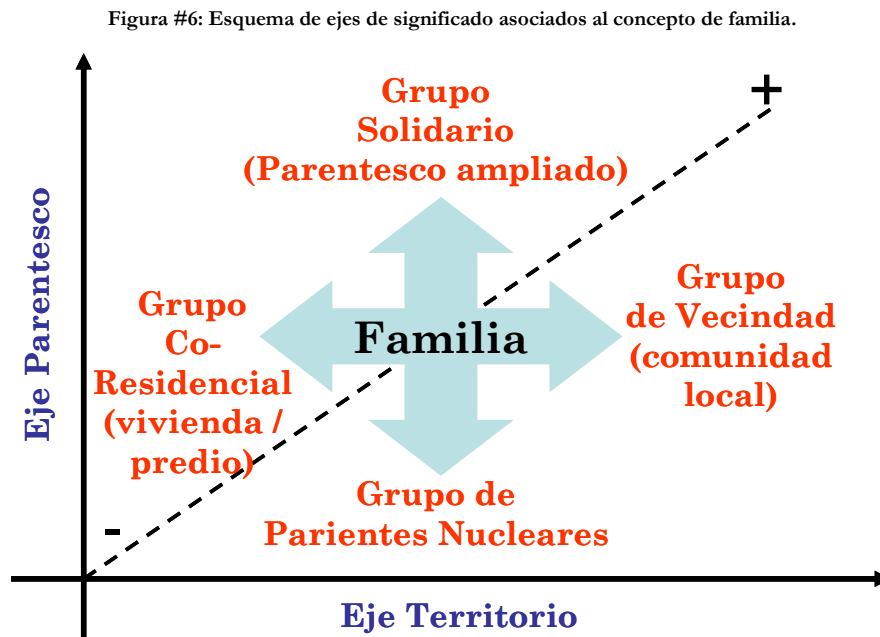 Figura #6: Esquema de ejes de significado asociados al concepto de familia.
Grupo
Solidario
(Parentesco ampliado)
+
Eje Parentesco
Grupo
Co-
Residencial
(vivienda /
predio)
Familia
Grupo
de Vecindad
(comunidad
local)
Grupo de
Parientes Nucleares
-
Eje Territorio